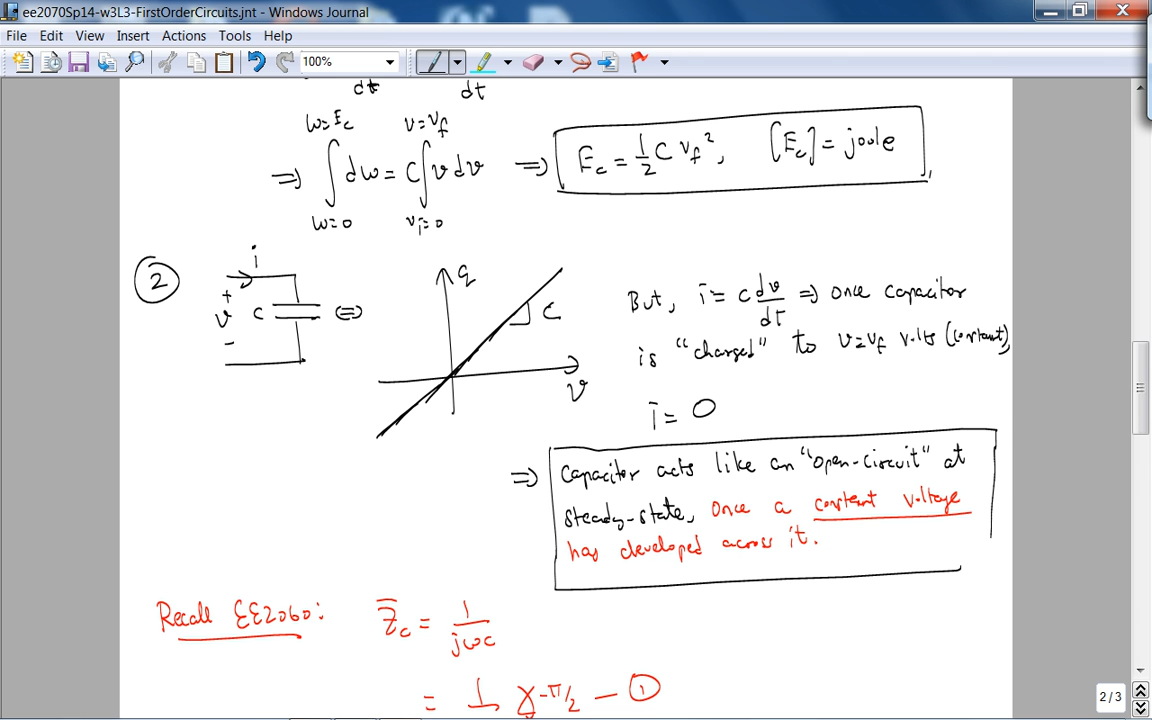 ee2070Sp14-w3L3-FirstOrderCircuits.jnt - Windows Journal
File Edit View Insert Actions Tools Help
100%
dt dt
w=Ec v=vf
⇒ ∫dw = C∫v dv ⇒ Ec = 1/2 C vf², [Ec] = joule
w=0 vi=0
2
i
+ v - C ⇔
q
C
v
But, i = C dv/dt ⇒ once capacitor
is "charged" to v=vf volts (constant),
i = 0
⇒ Capacitor acts like an "open-circuit" at
steady-state, once a constant voltage
has developed across it.
Recall EE2060: Z̄c = 1/jωc
= 1 ∠-π/2 — ①
2 / 3